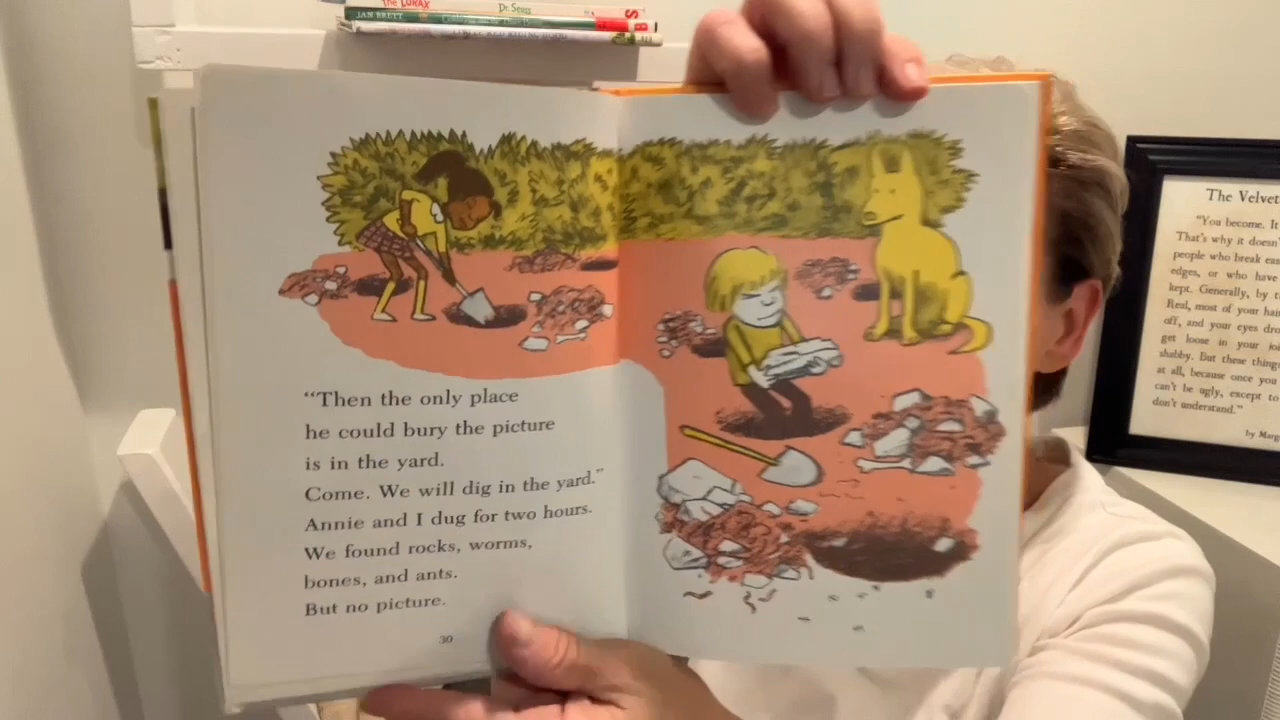 The LORAX Dr. Seuss
JAN BRETT
"Then the only place
he could bury the picture
is in the yard.
Come. We will dig in the yard."
Annie and I dug for two hours.
We found rocks, worms,
bones, and ants.
But no picture.
30
The Velvet
"You become. It
That's why it doesn
people who break eas
edges, or who have
kept. Generally, by
Real, most of your hai
off, and your eyes dro
get loose in your joi
shabby. But these thing
at all, because once you
can't be ugly, except to
don't understand."
by Marg